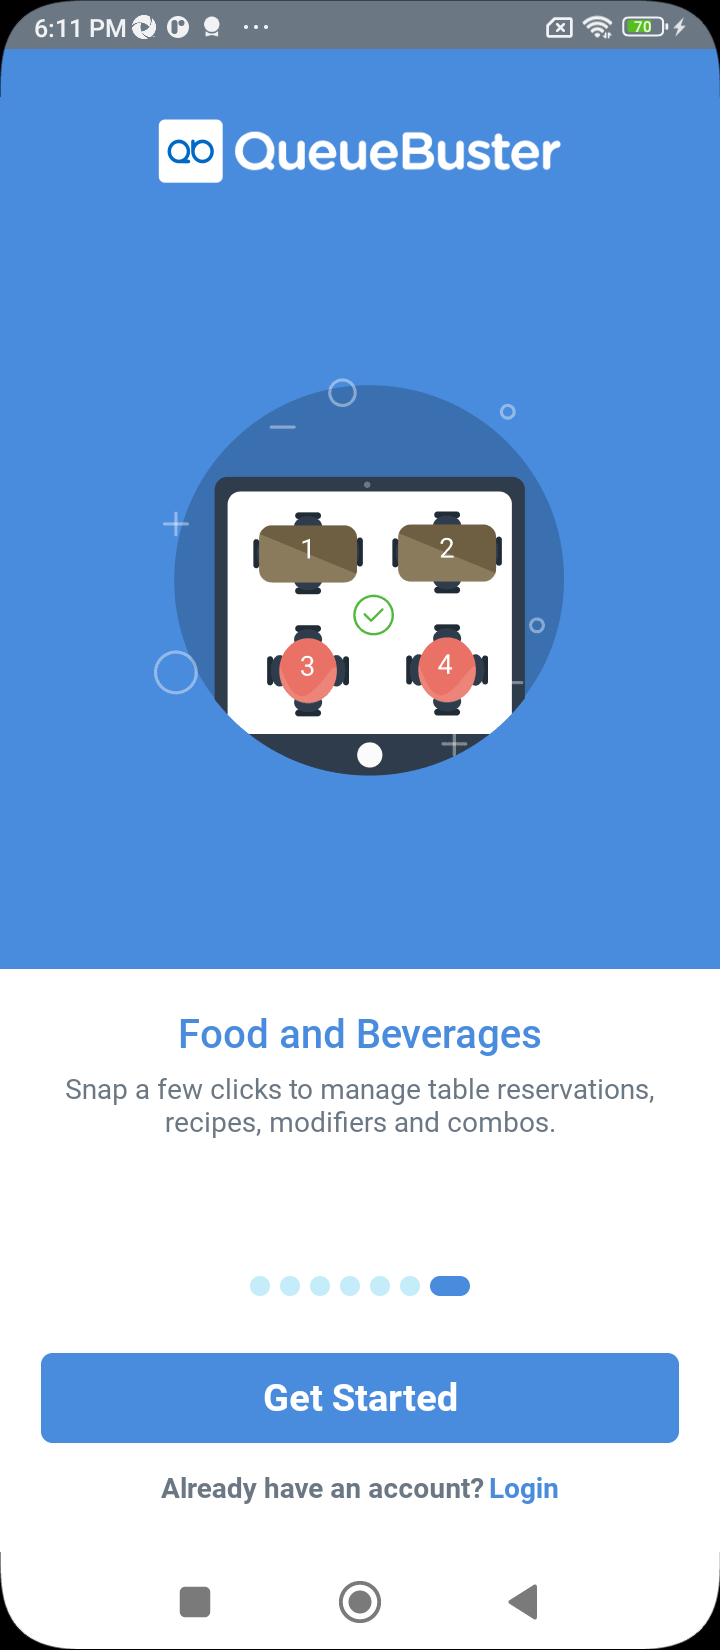 6:11 PM
70
QueueBuster
1
2
3
4
Food and Beverages
Snap a few clicks to manage table reservations,
recipes, modifiers and combos.
Get Started
Already have an account? Login